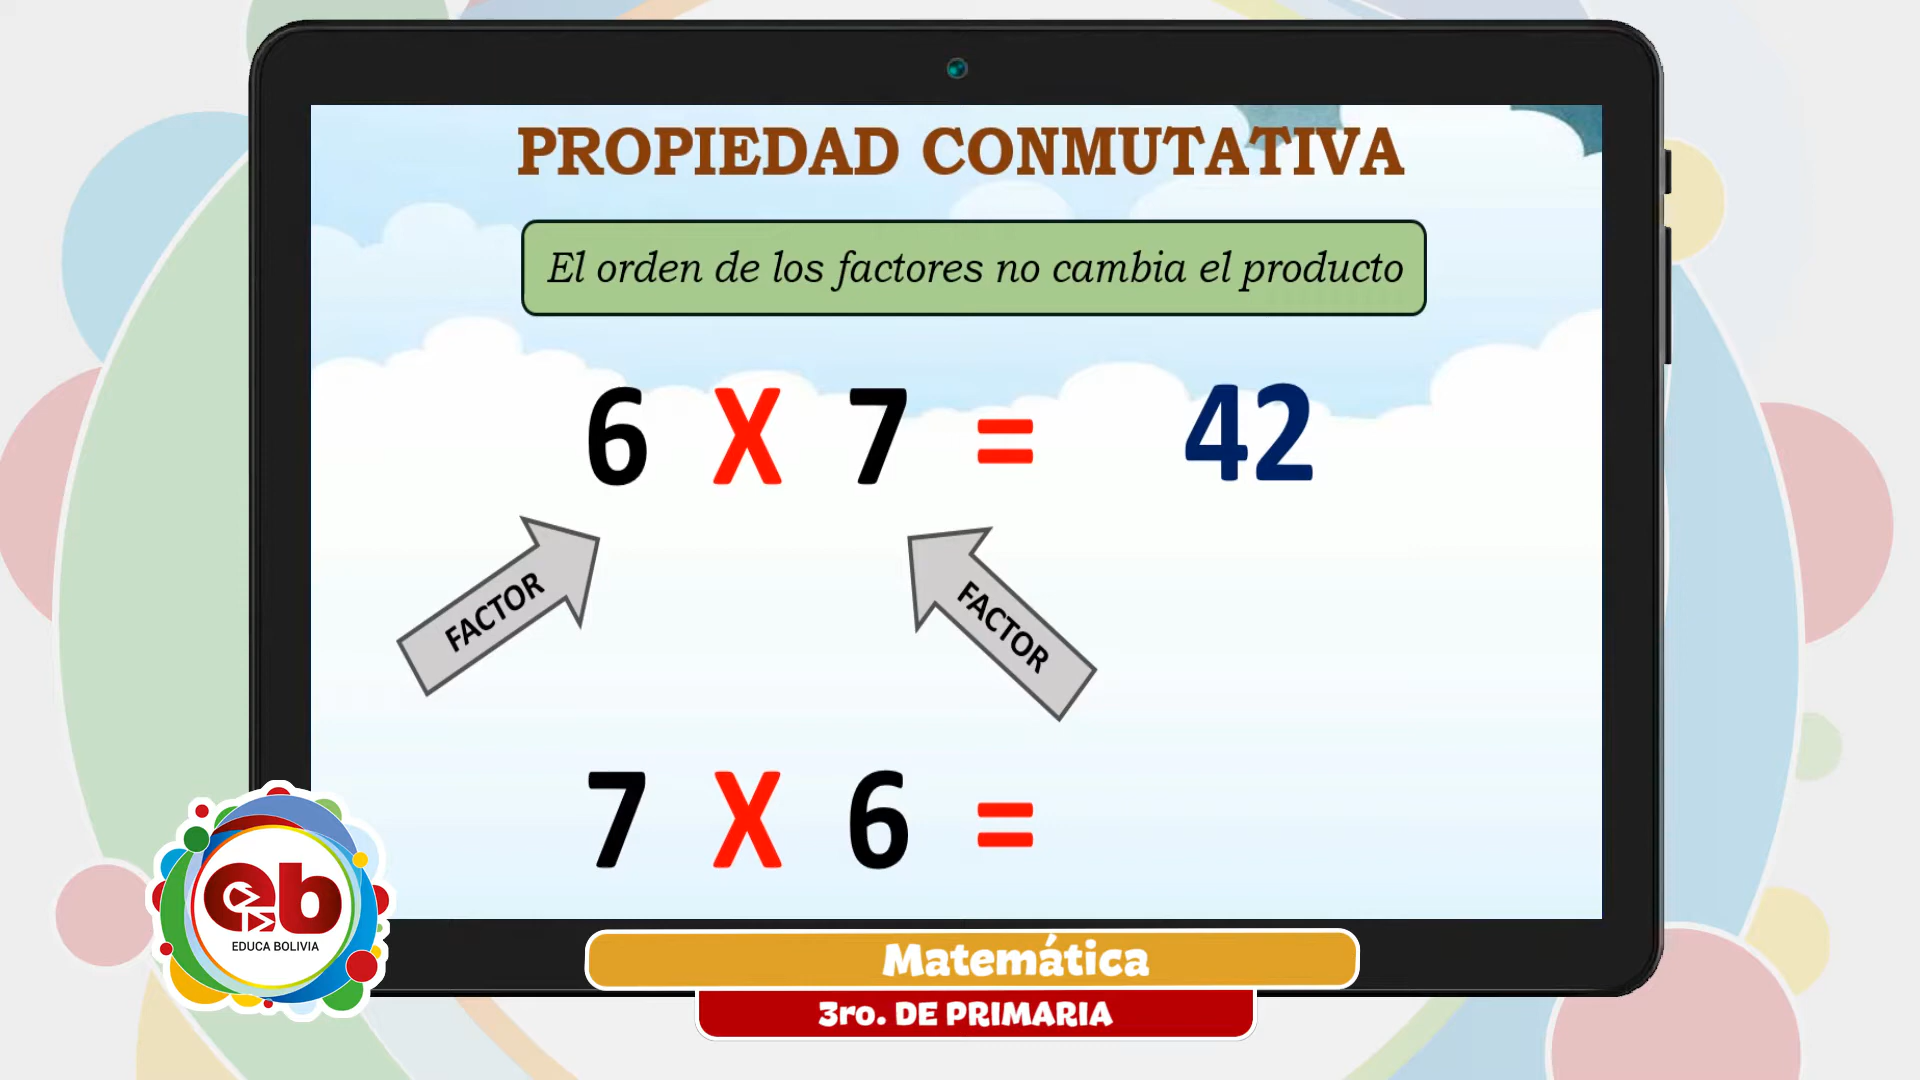 PROPIEDAD CONMUTATIVA
El orden de los factores no cambia el producto
6 X 7 = 42
FACTOR
FACTOR
7 X 6 =
eb
EDUCA BOLIVIA
Matemática
3ro. DE PRIMARIA